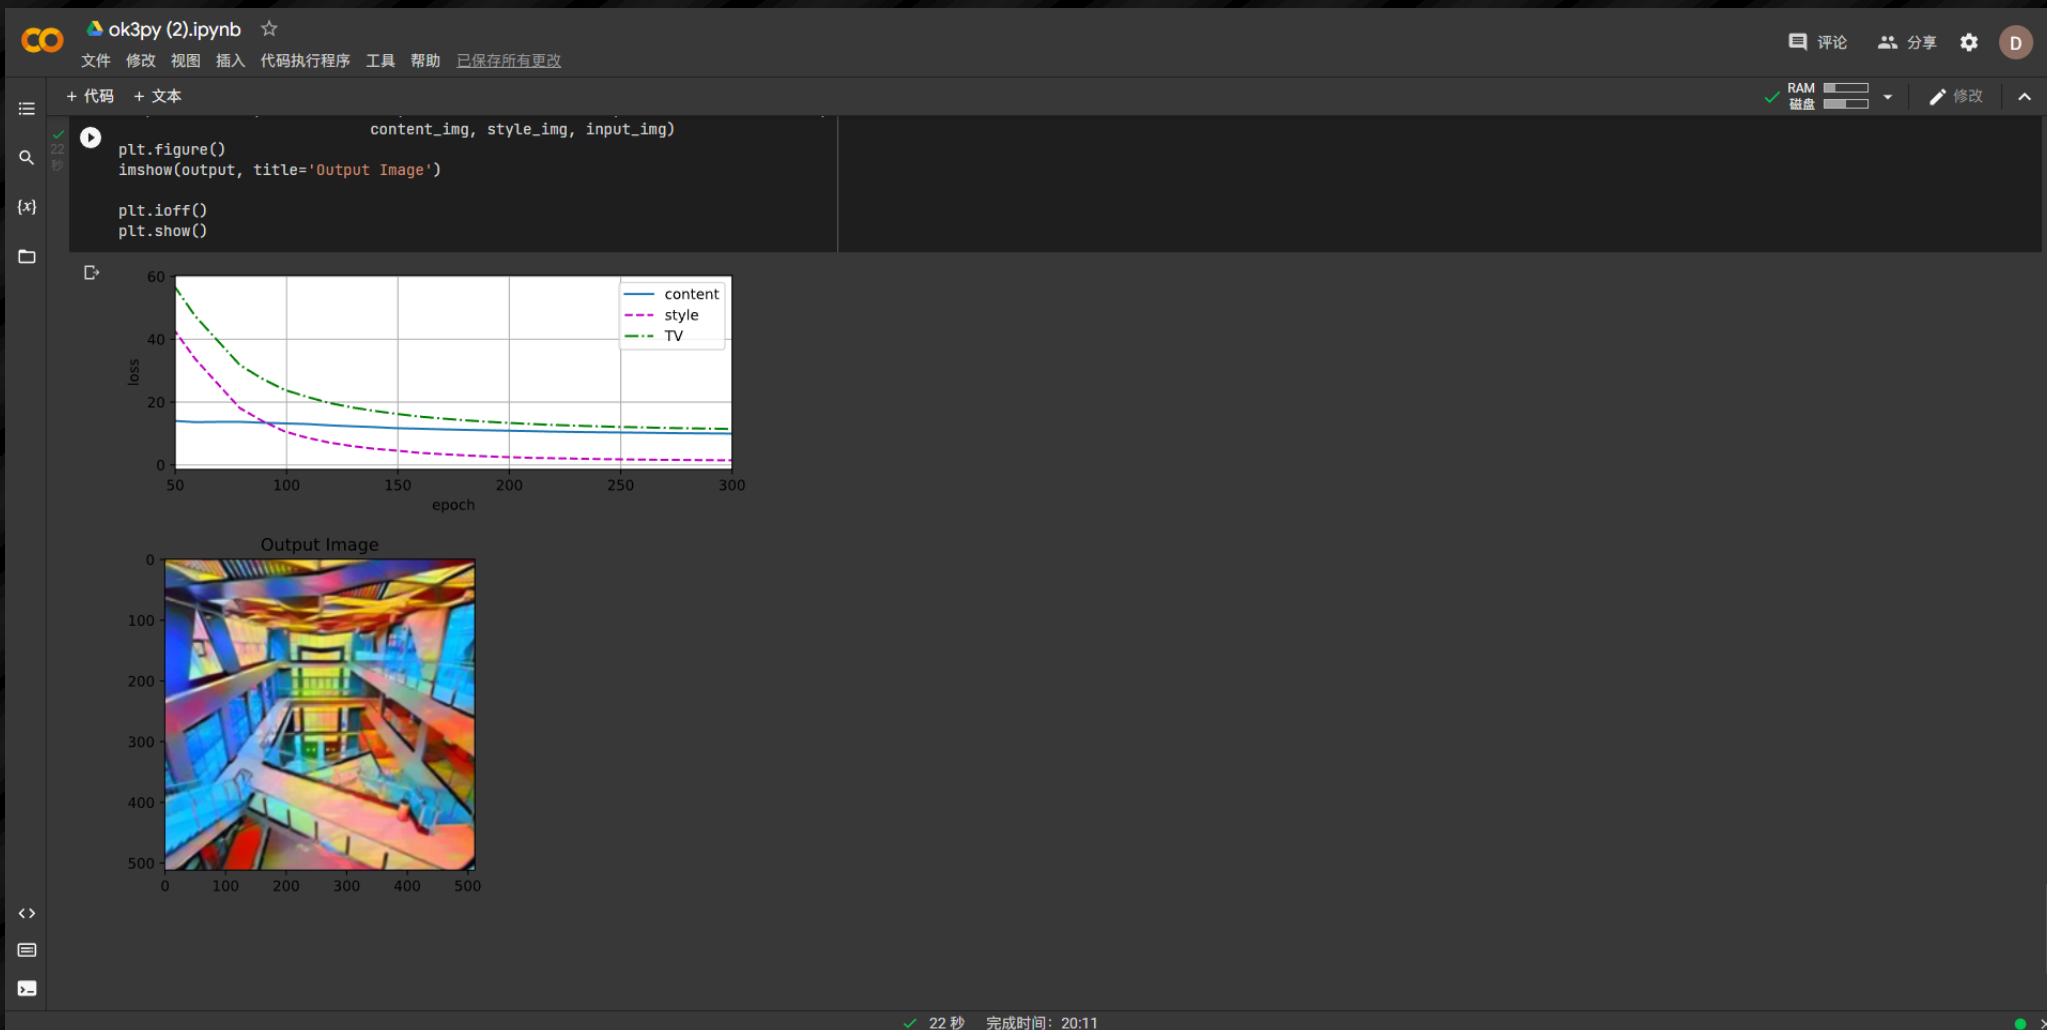 ok3py (2).ipynb
文件 修改 视图 插入 代码执行程序 工具 帮助 已保存所有更改
评论 分享 D
+ 代码 + 文本
RAM
磁盘
修改
22
秒
content_img, style_img, input_img)
plt.figure()
imshow(output, title='Output Image')
plt.ioff()
plt.show()
60
40
20
0
loss
content
style
TV
50 100 150 200 250 300
epoch
Output Image
0
100
200
300
400
500
0 100 200 300 400 500
22 秒 完成时间: 20:11